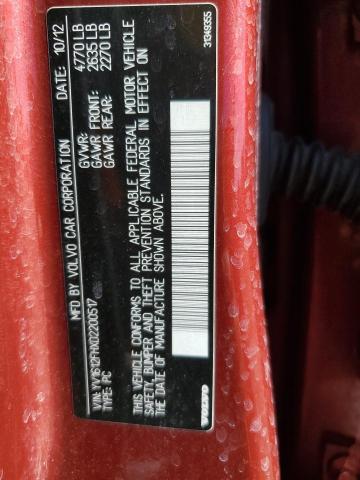 MFD BY VOLVO CAR CORPORATION 10/12
GVWR: 4770 LB
GAWR FRONT: 2635 LB
GAWR REAR: 2270 LB
VIN: YV1612FH1D2200517
TYPE: PC
THIS VEHICLE CONFORMS TO ALL APPLICABLE FEDERAL MOTOR VEHICLE
SAFETY, BUMPER AND THEFT PREVENTION STANDARDS IN EFFECT ON
THE DATE OF MANUFACTURE SHOWN ABOVE.
VOLVO
31349355